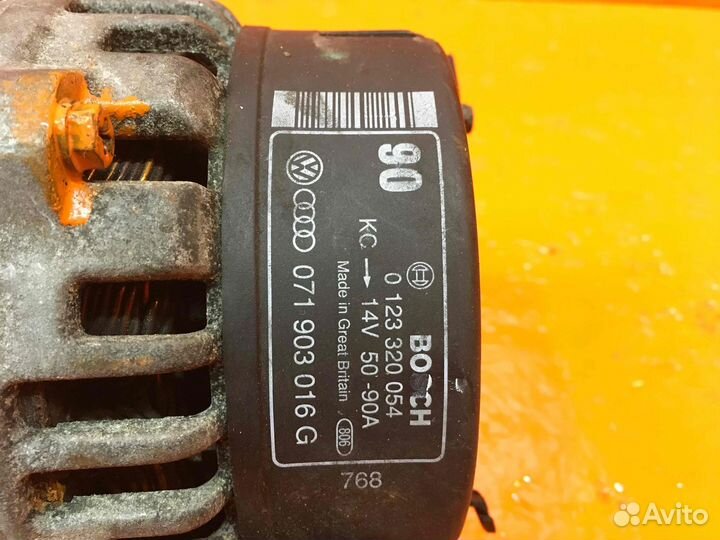 90
BOSCH
0 123 320 054
KC → 14V 50-90A
Made in Great Britain
806
071 903 016 G
768
Avito